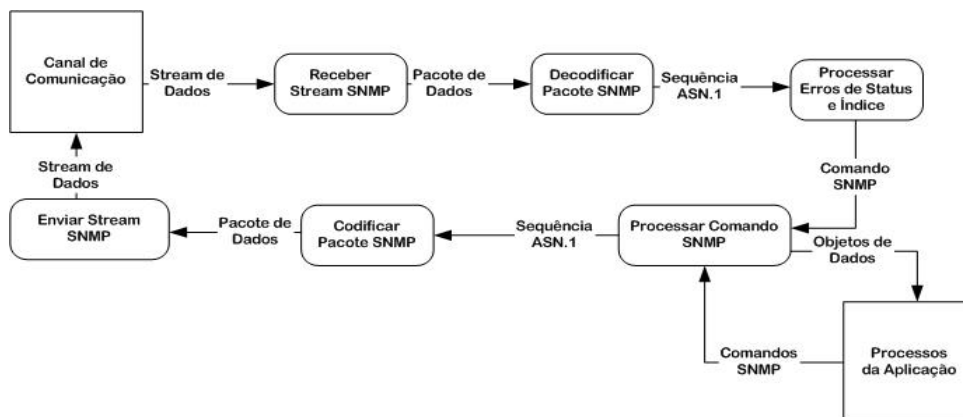 Canal de
Comunicação
Stream de
Dados
Receber
Stream SNMP
Pacote de
Dados
Decodificar
Pacote SNMP
Sequência
ASN.1
Processar
Erros de Status
e Índice
Comando
SNMP
Stream de
Dados
Enviar Stream
SNMP
Pacote de
Dados
Codificar
Pacote SNMP
Sequência
ASN.1
Processar Comando
SNMP
Objetos de
Dados
Comandos
SNMP
Processos
da Aplicação